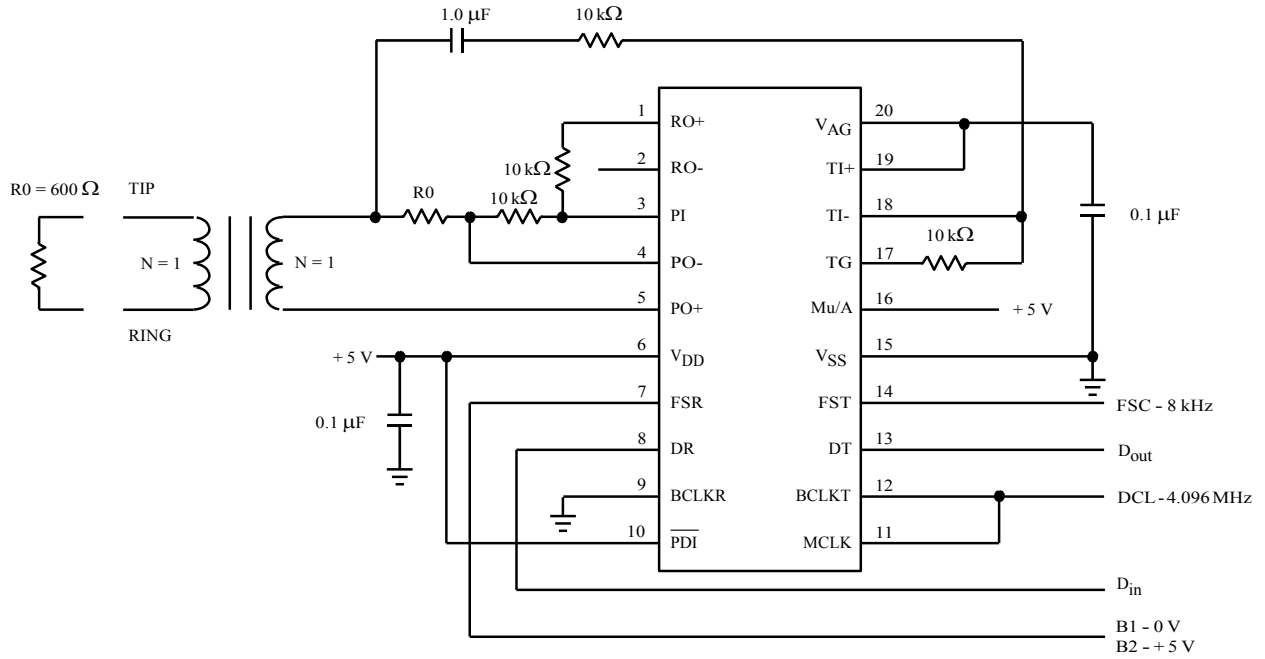 1.0 µF
10 kΩ
1
RO+
VAG
20
2
RO-
TI+
19
10 kΩ
R0 = 600 Ω
TIP
R0
10 kΩ
3
PI
TI-
18
0.1 µF
10 kΩ
N = 1
N = 1
4
PO-
TG
17
5
PO+
Mu/A
16
+ 5 V
RING
+ 5 V
6
VDD
VSS
15
7
FSR
FST
14
FSC - 8 kHz
0.1 µF
8
DR
DT
13
Dout
9
BCLKR
BCLKT
12
DCL - 4.096 MHz
10
PDI
MCLK
11
Din
B1 - 0 V
B2 - + 5 V